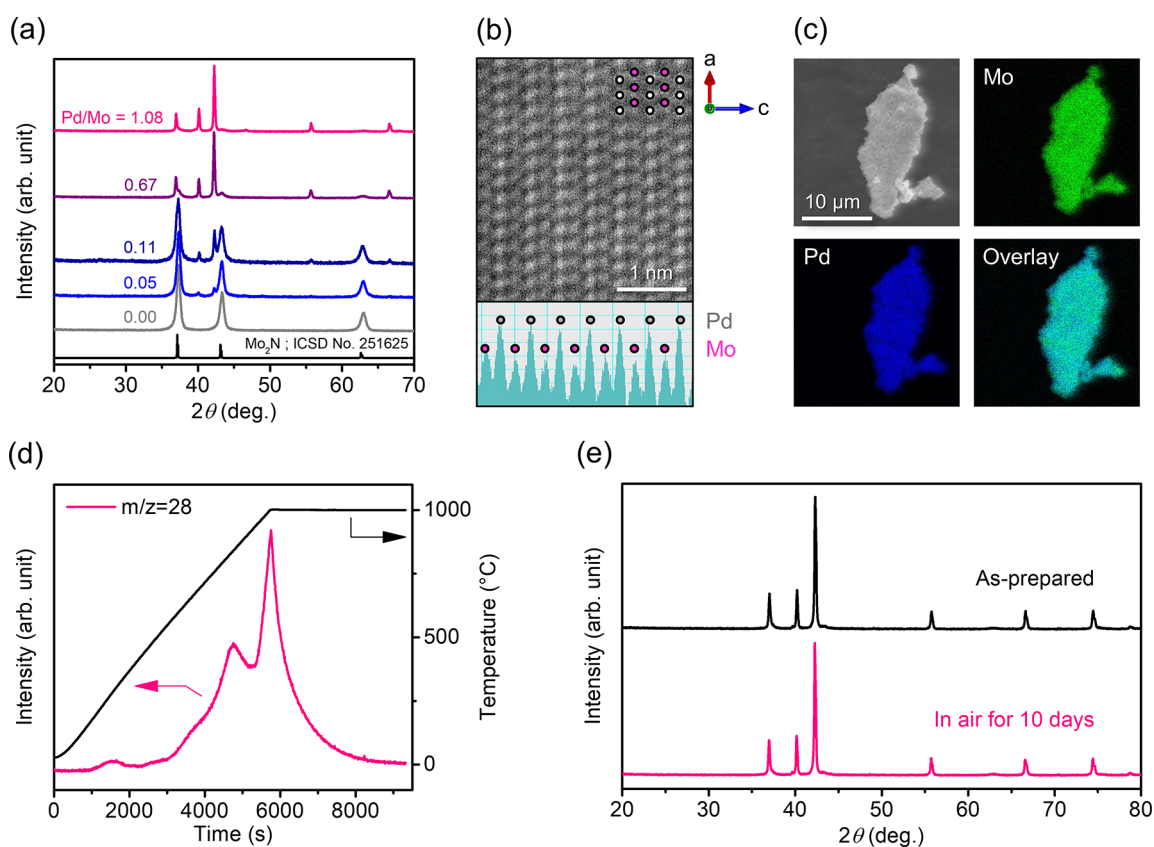 (a)
Intensity (arb. unit)
Pd/Mo = 1.08
0.67
0.11
0.05
0.00
Mo₂N ; ICSD No. 251625
20 30 40 50 60 70
2θ (deg.)
(b)
a
b
c
1 nm
Pd
Mo
(c)
10 µm
Mo
Pd
Overlay
(d)
Intensity (arb. unit)
m/z=28
1000
500
0
Temperature (°C)
0 2000 4000 6000 8000
Time (s)
(e)
Intensity (arb. unit)
As-prepared
In air for 10 days
20 30 40 50 60 70 80
2θ (deg.)